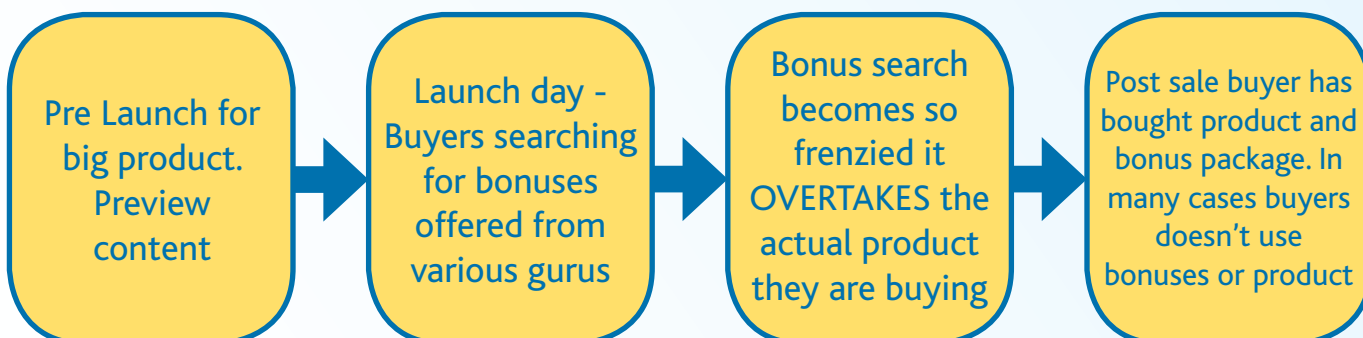 Pre Launch for
big product.
Preview
content
Launch day -
Buyers searching
for bonuses
offered from
various gurus
Bonus search
becomes so
frenzied it
OVERTAKES the
actual product
they are buying
Post sale buyer has
bought product and
bonus package. In
many cases buyers
doesn't use
bonuses or product